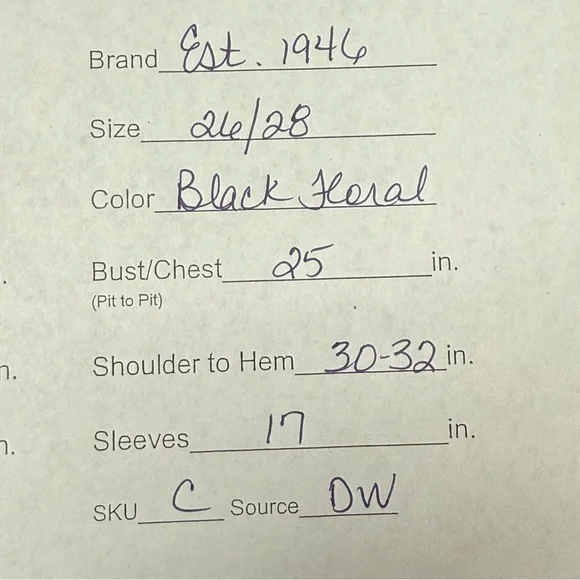 Brand Est. 1946
Size 26/28
Color Black Floral
Bust/Chest 25 in.
(Pit to Pit)
n. Shoulder to Hem 30-32 in.
n. Sleeves 17 in.
SKU C Source DW